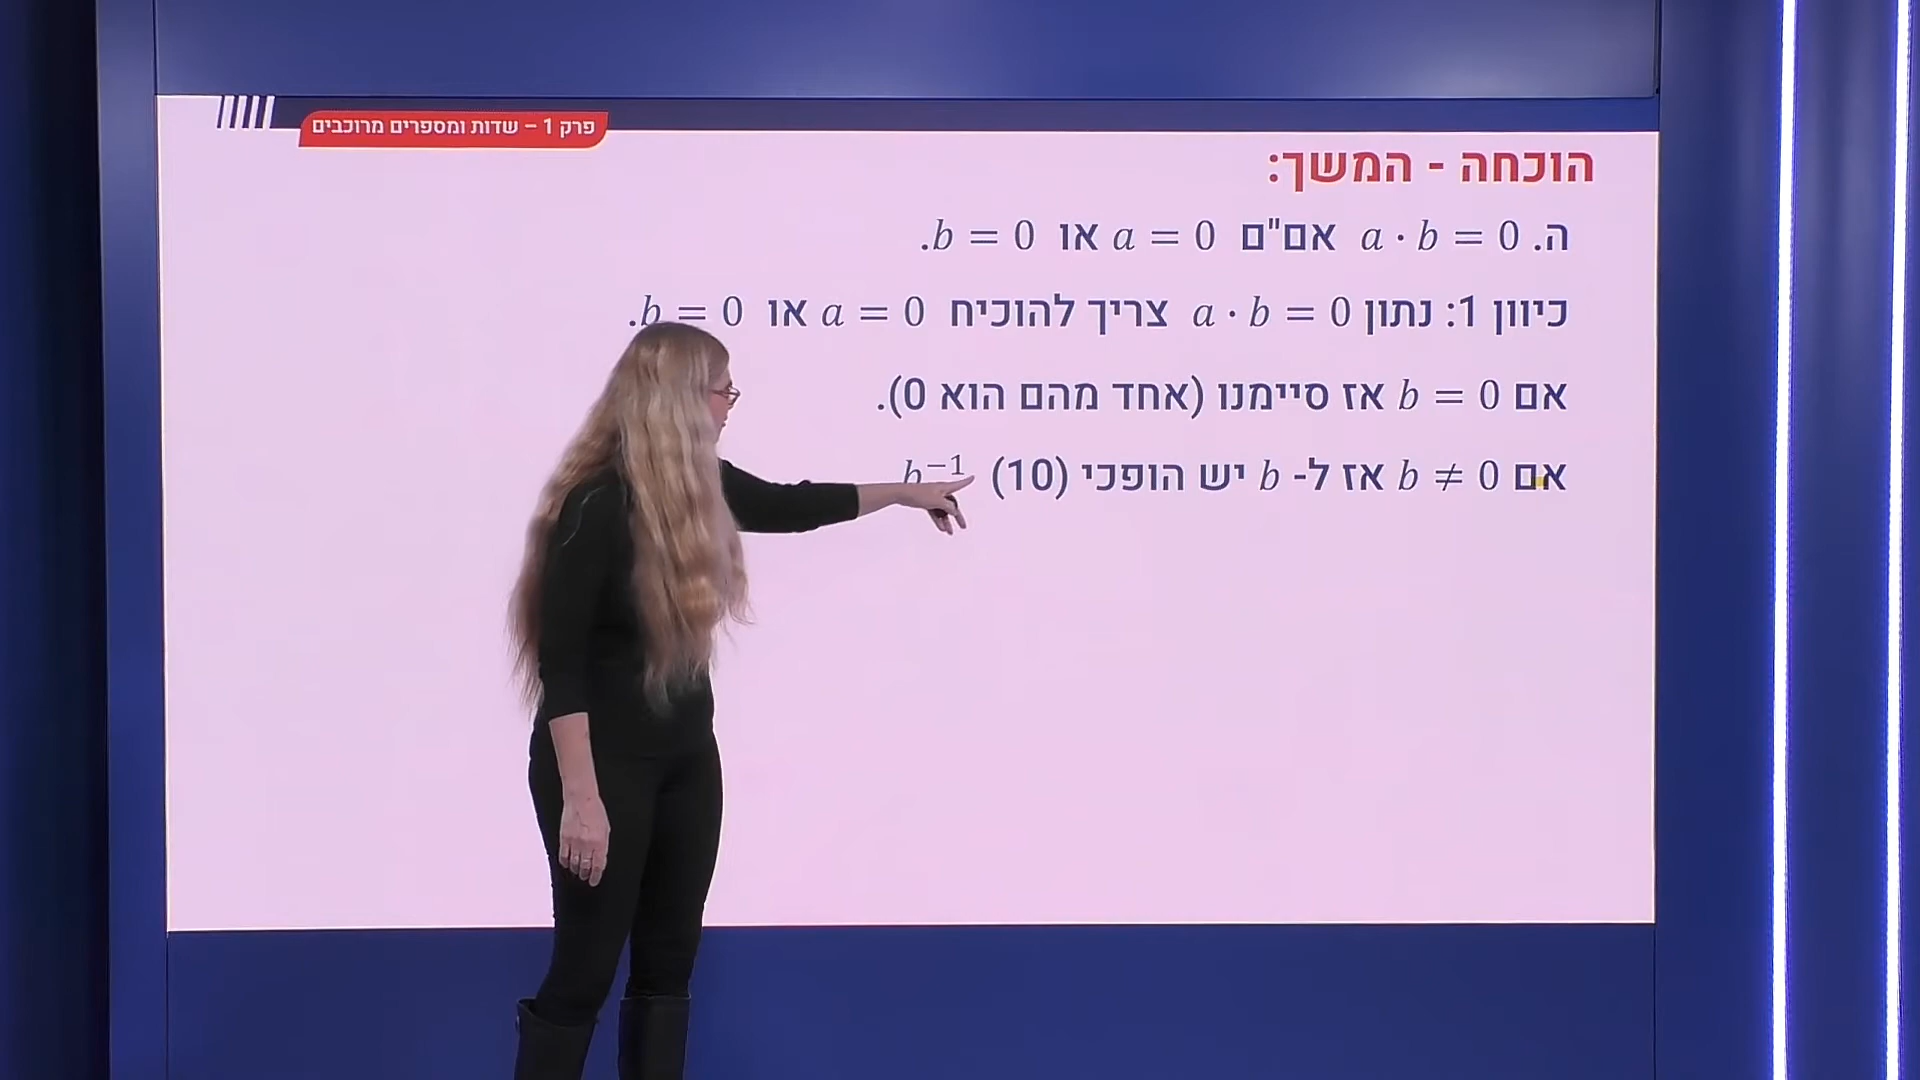 פרק 1 – שדות ומספרים מרוכבים
הוכחה - המשך:
ה. a · b = 0 אם"ם a = 0 או b = 0.
כיוון 1: נתון a · b = 0 צריך להוכיח a = 0 או b = 0.
אם b = 0 אז סיימנו (אחד מהם הוא 0).
אם b ≠ 0 אז ל- b יש הופכי (10) b⁻¹